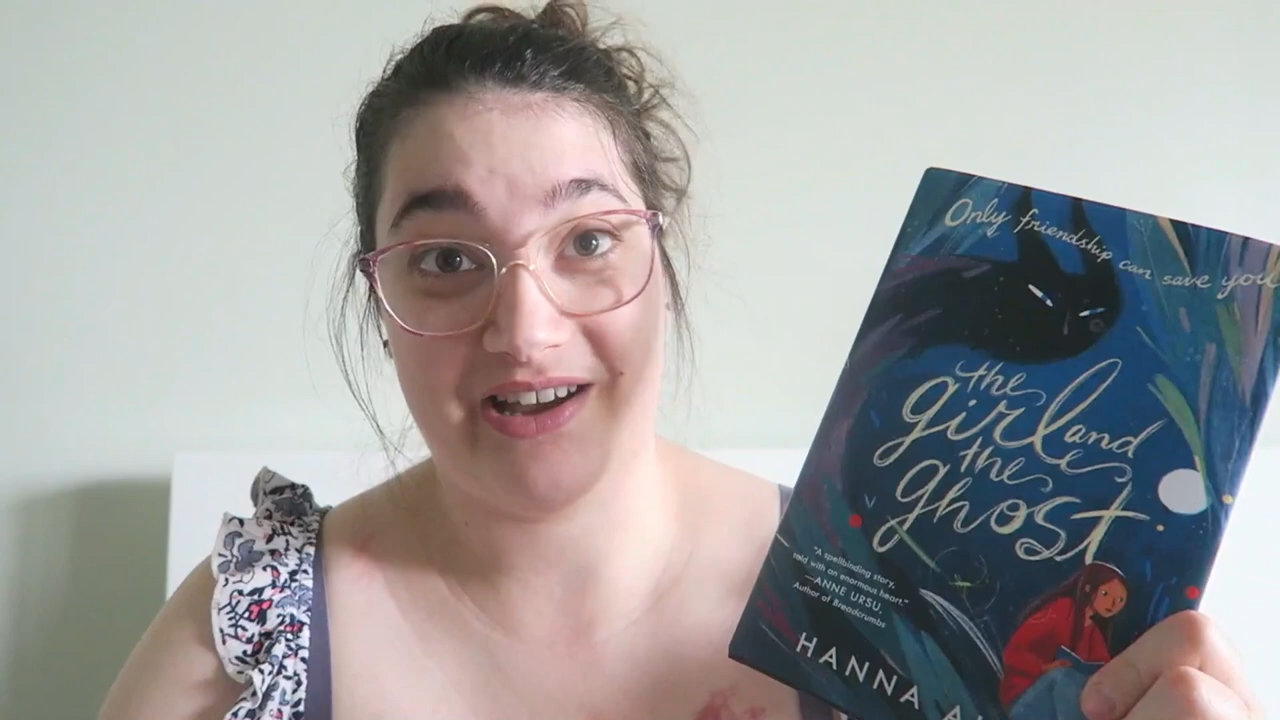 Only friendship can save you
the
girl and
the
ghost
"A spellbinding story,
told with an enormous heart."
—ANNE URSU,
Author of Breadcrumbs
HANNA